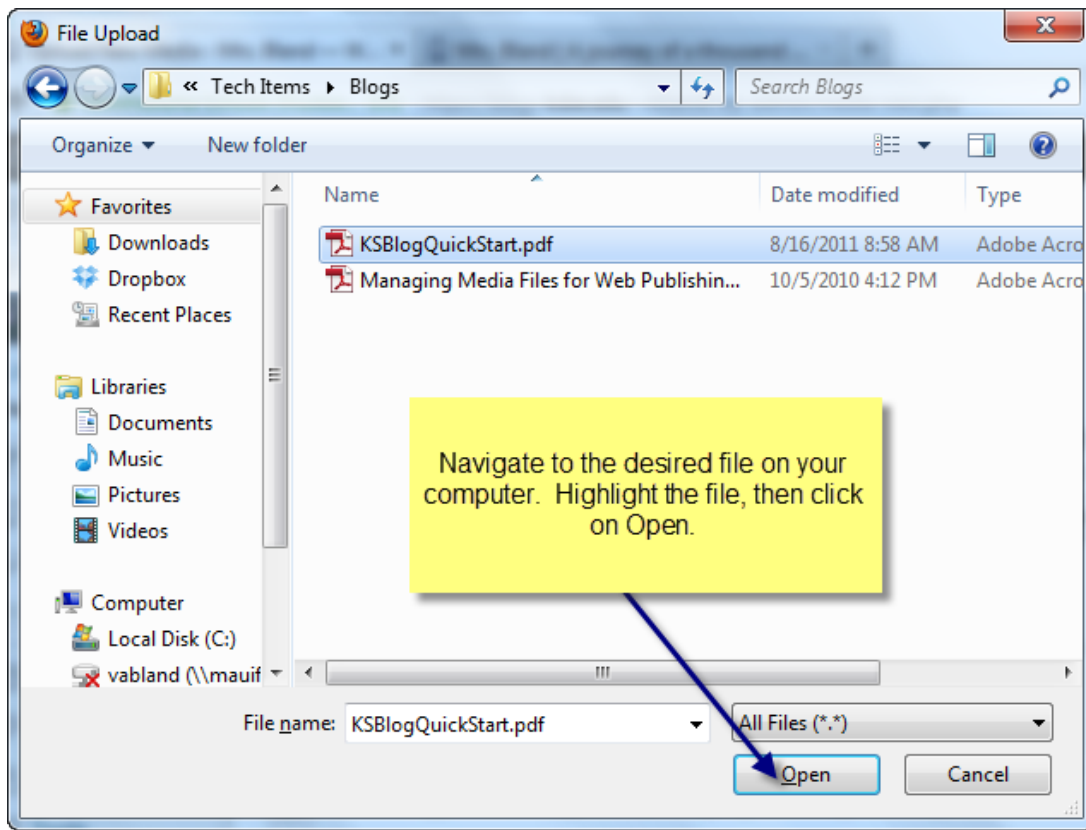 File Upload
« Tech Items ▸ Blogs
Search Blogs
Organize
New folder
Name
Date modified
Type
Favorites
Downloads
Dropbox
Recent Places
Libraries
Documents
Music
Pictures
Videos
Computer
Local Disk (C:)
vabland (\\mauif
KSBlogQuickStart.pdf 8/16/2011 8:58 AM Adobe Acro
Managing Media Files for Web Publishin... 10/5/2010 4:12 PM Adobe Acro
Navigate to the desired file on your
computer. Highlight the file, then click
on Open.
File name: KSBlogQuickStart.pdf
All Files (*.*)
Open
Cancel